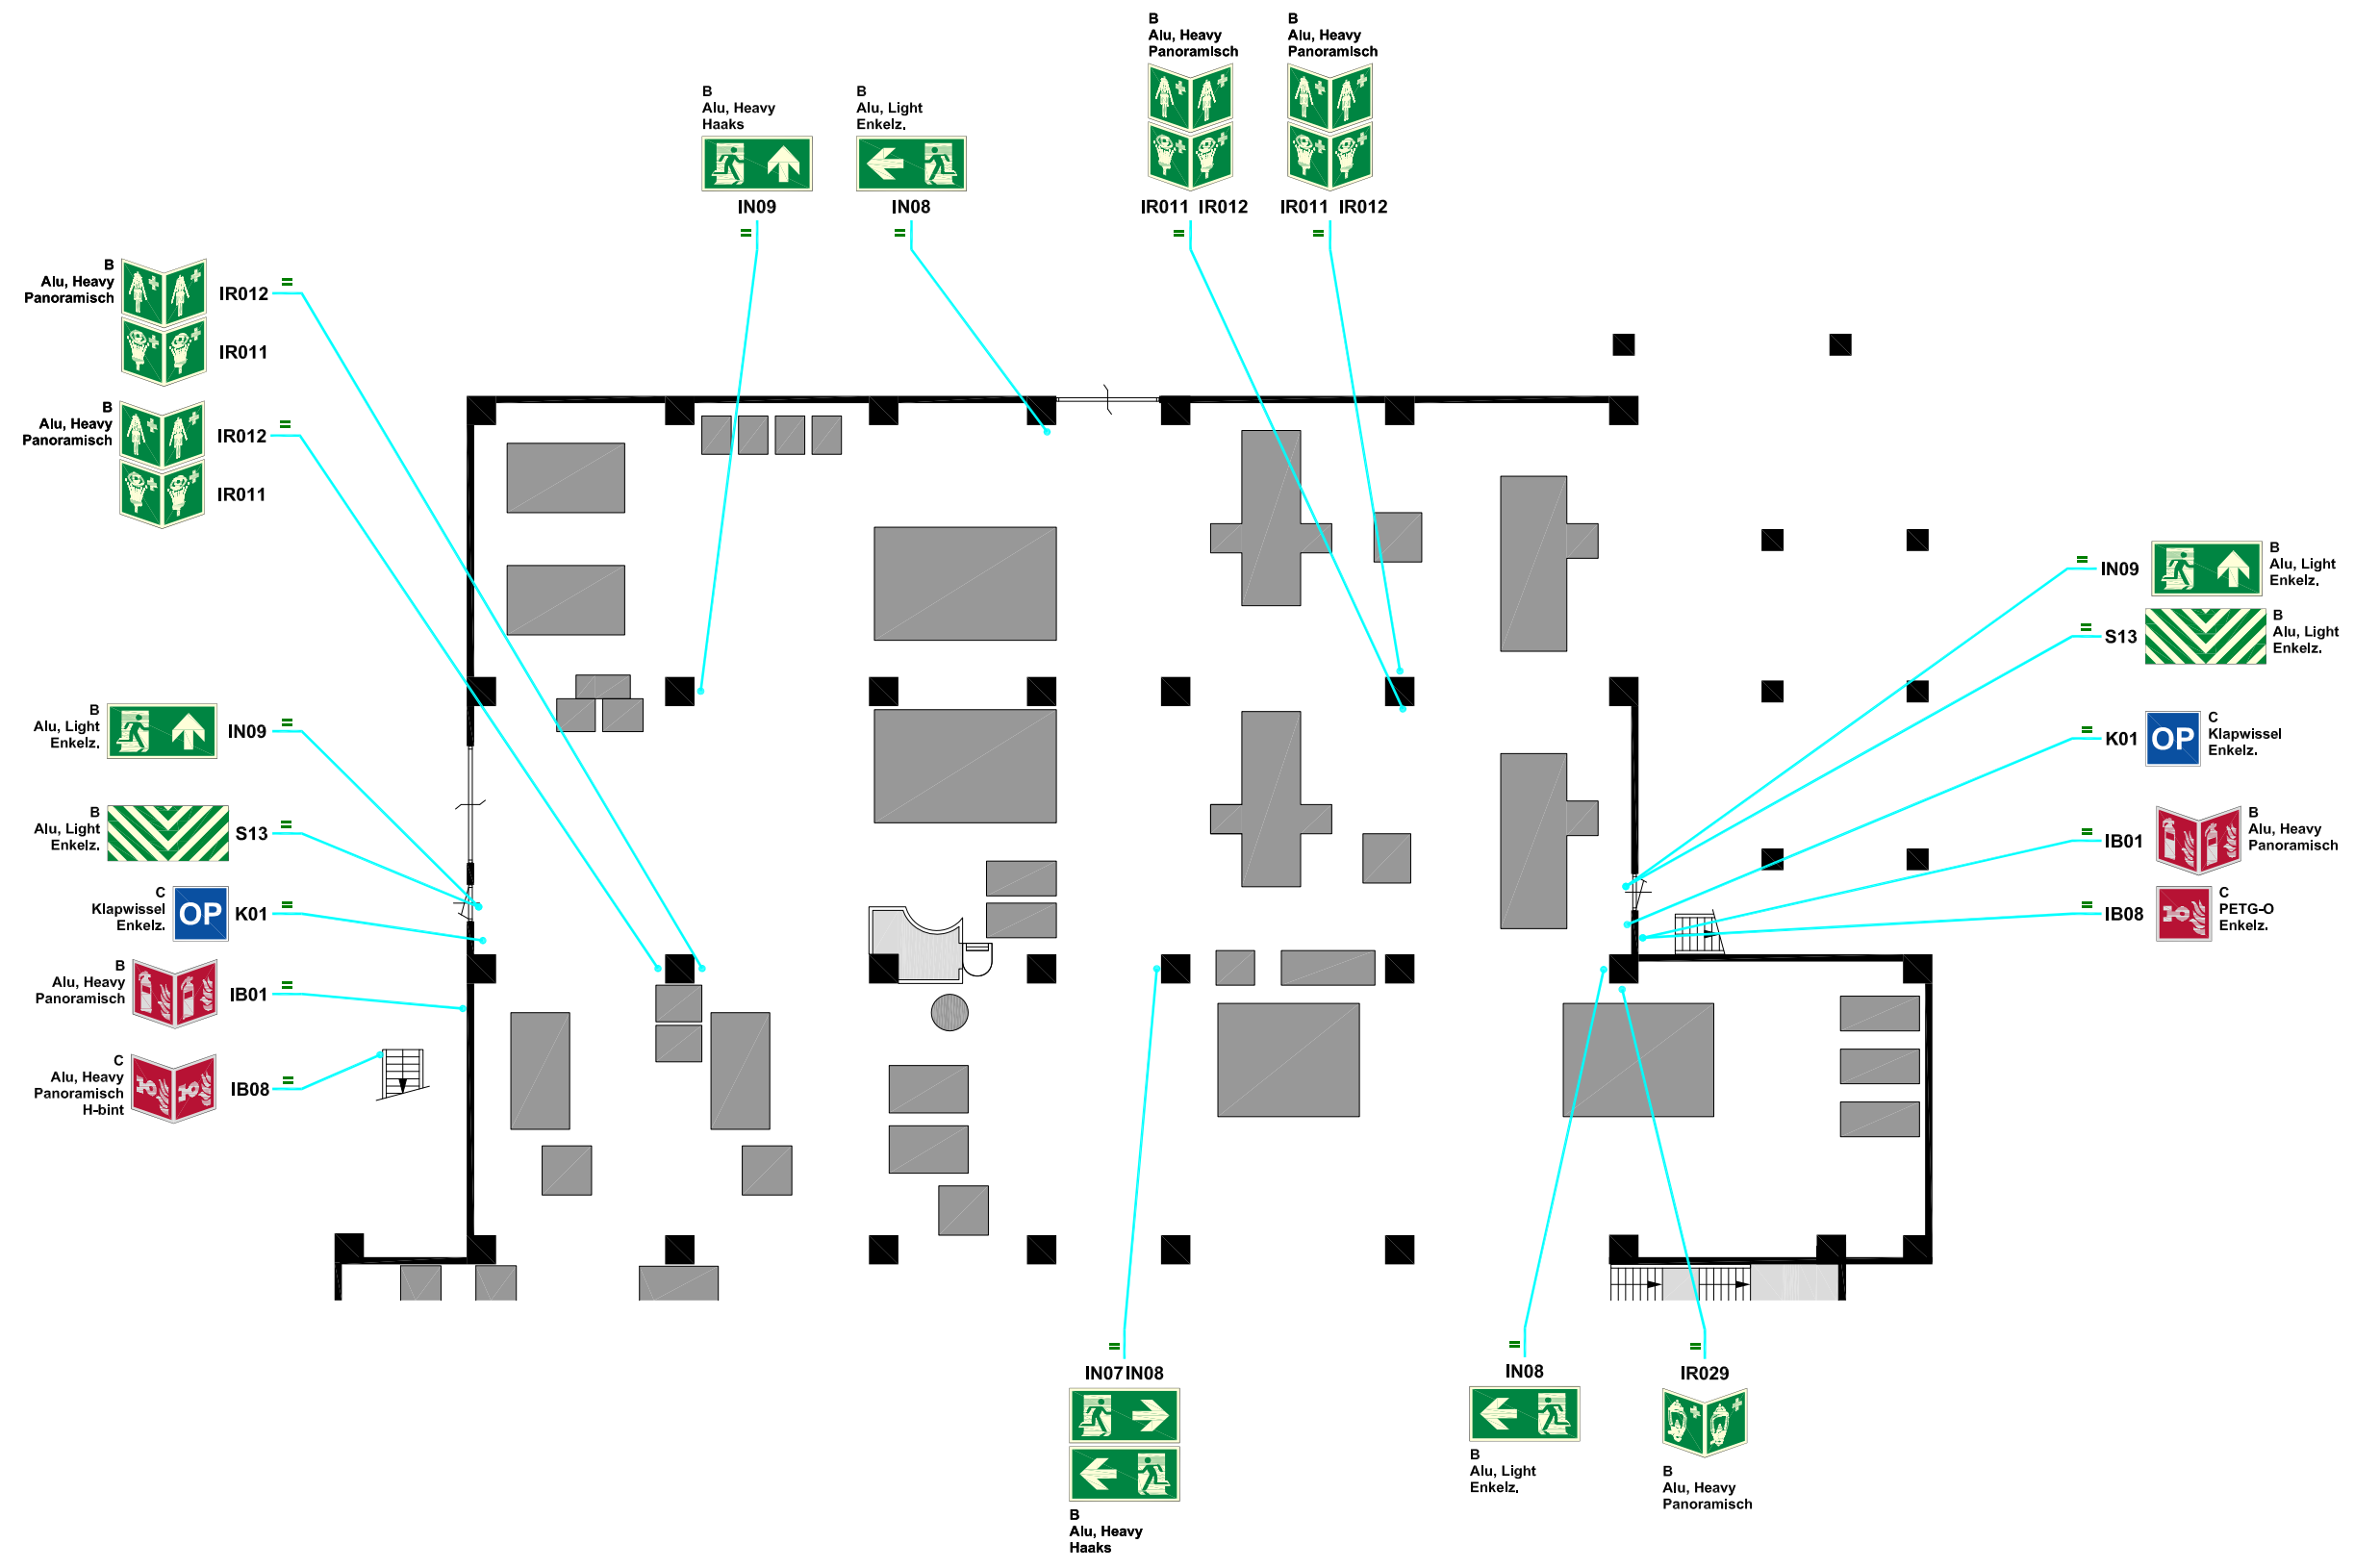 B
Alu, Heavy
Panoramisch
IR011 IR012
B
Alu, Heavy
Panoramisch
IR011 IR012
B
Alu, Heavy
Haaks
IN09
B
Alu, Light
Enkelz.
IN08
B
Alu, Heavy
Panoramisch
IR012
IR011
B
Alu, Heavy
Panoramisch
IR012
IR011
B
Alu, Light
Enkelz.
IN09
B
Alu, Light
Enkelz.
S13
C
Klapwissel
Enkelz.
OP
K01
B
Alu, Heavy
Panoramisch
IB01
C
Alu, Heavy
Panoramisch
H-bint
IB08
IN09
B
Alu, Light
Enkelz.
S13
B
Alu, Light
Enkelz.
K01
OP
C
Klapwissel
Enkelz.
IB01
B
Alu, Heavy
Panoramisch
IB08
C
PETG-O
Enkelz.
IN07IN08
B
Alu, Heavy
Haaks
IN08
B
Alu, Light
Enkelz.
IR029
B
Alu, Heavy
Panoramisch